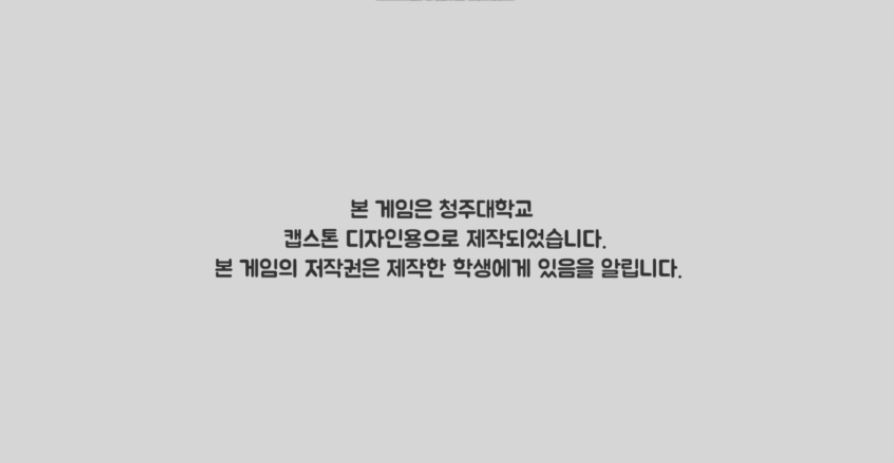 본 게임은 청주대학교
캡스톤 디자인용으로 제작되었습니다.
본 게임의 저작권은 제작한 학생에게 있음을 알립니다.